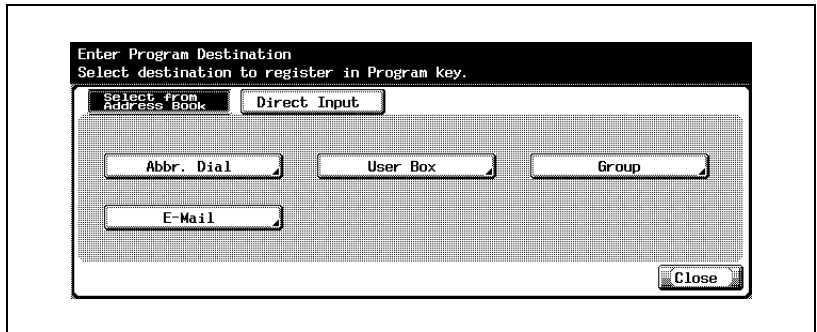 Enter Program Destination
Select destination to register in Program key.
Select from
Address Book
Direct Input
Abbr. Dial
User Box
Group
E-Mail
Close